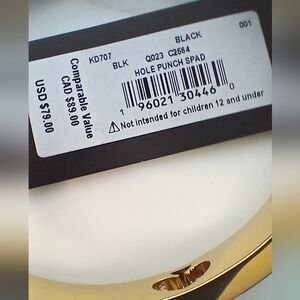 BLACK
001
KD707
BLK Q023 C2564
HOLE PUNCH SPAD
1 96021 30446 0
⚠Not intended for children 12 and under
Comparable Value
CAD $89.00
USD $79.00